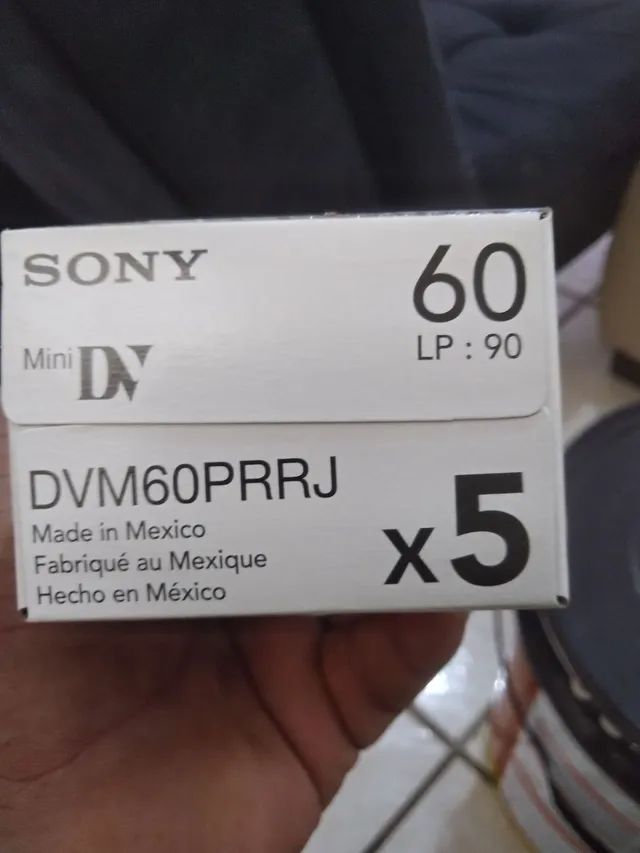 SONY
60
LP : 90
Mini DV
DVM60PRRJ
Made in Mexico
Fabriqué au Mexique
Hecho en México
x5